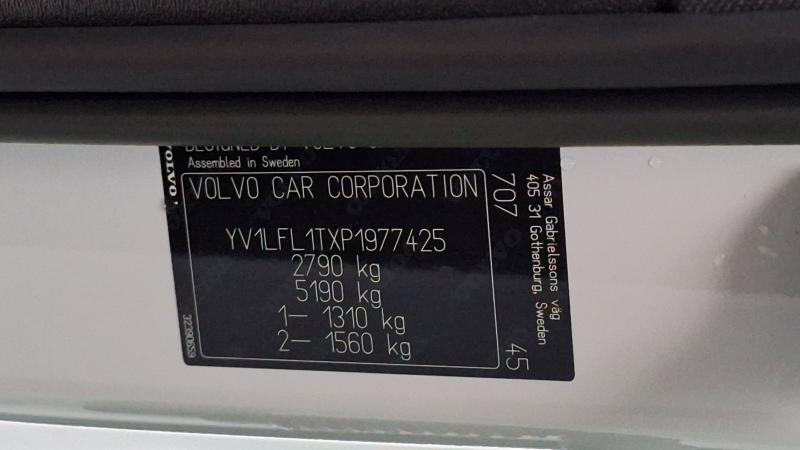 Assembled in Sweden
VOLVO CAR CORPORATION
YV1LFL1TXP1977425
2790 kg
5190 kg
1– 1310 kg
2– 1560 kg
707
45
Assar Gabrielssons väg
405 31 Gothenburg, Sweden
VOLVO